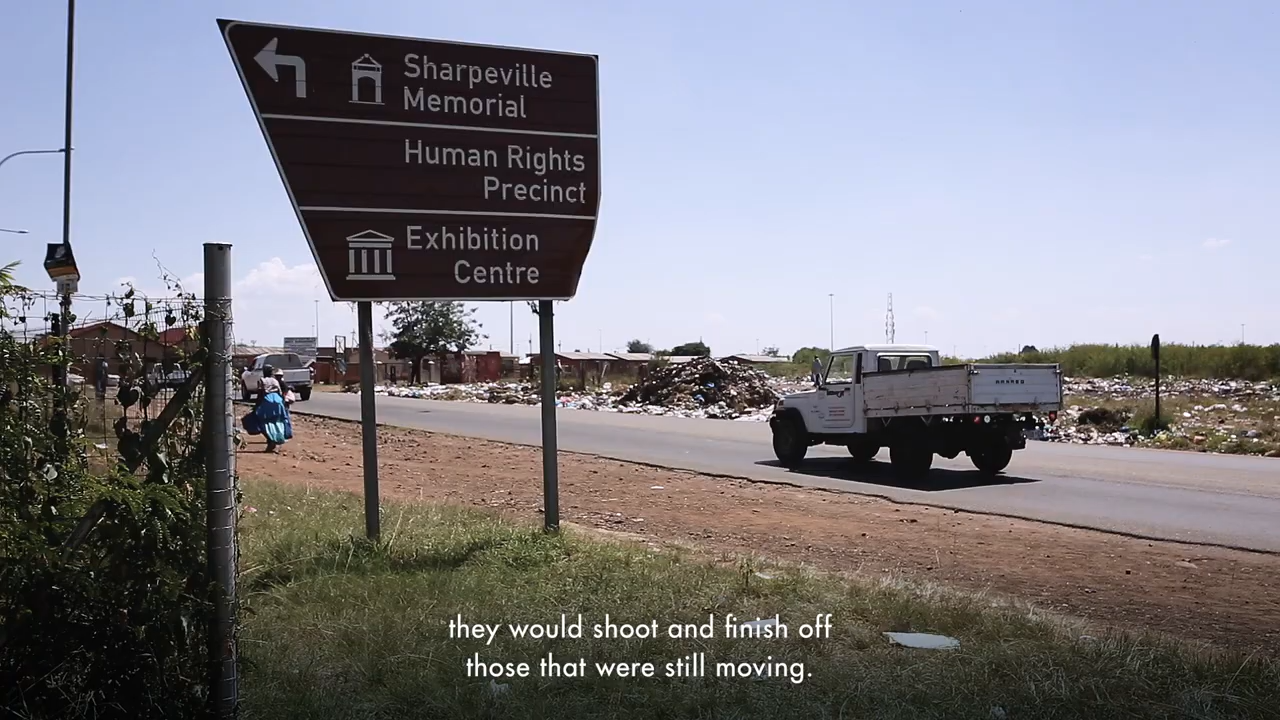 Sharpeville
Memorial
Human Rights
Precinct
Exhibition
Centre
they would shoot and finish off
those that were still moving.